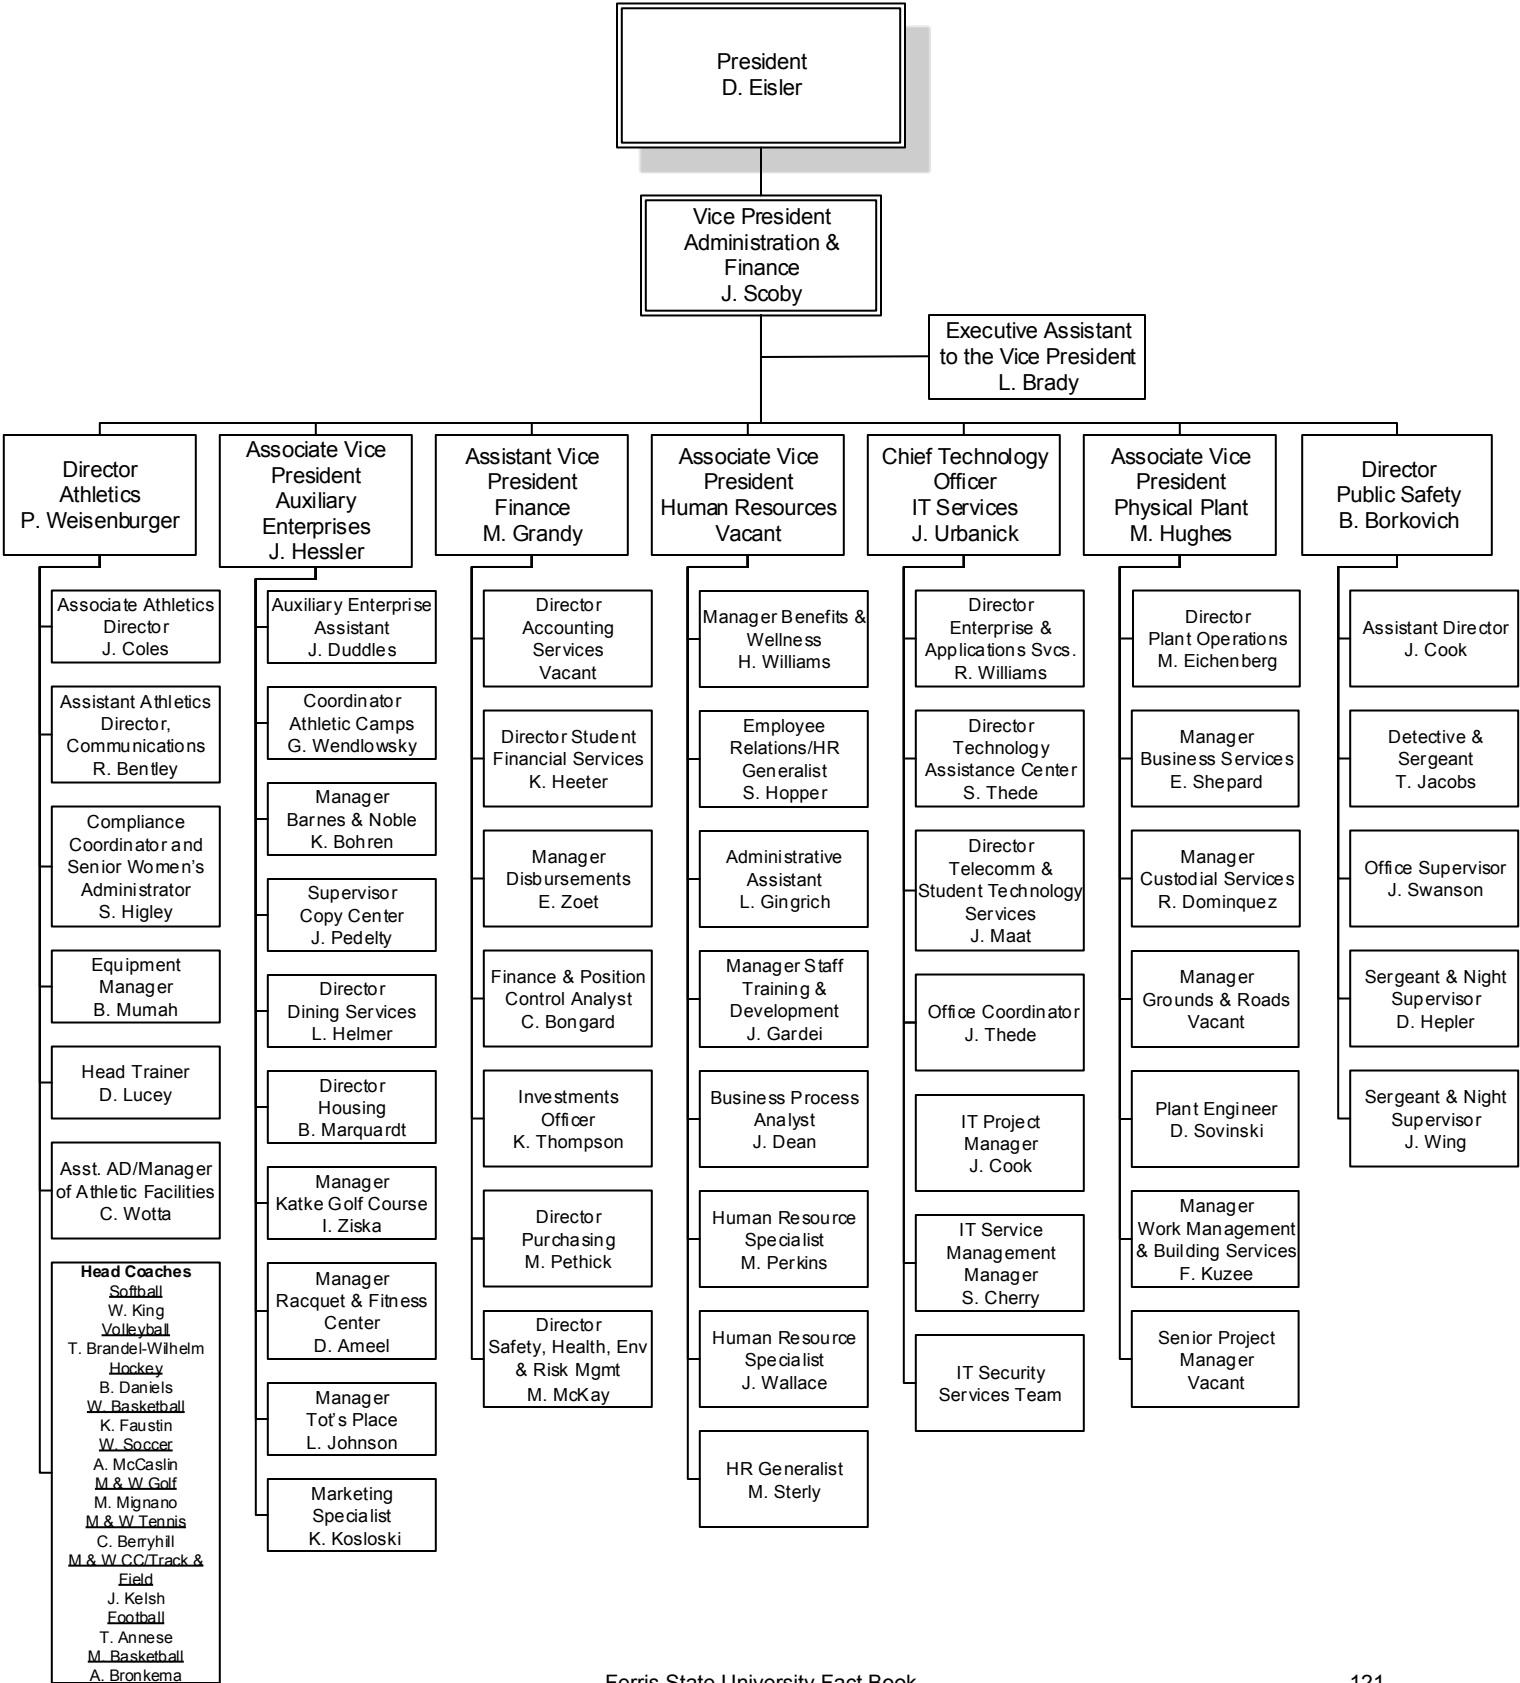 President
D. Eisler
Vice President
Administration &
Finance
J. Scoby
Executive Assistant
to the Vice President
L. Brady
Director
Athletics
P. Weisenburger
Associate Vice
President
Auxiliary
Enterprises
J. Hessler
Assistant Vice
President
Finance
M. Grandy
Associate Vice
President
Human Resources
Vacant
Chief Technology
Officer
IT Services
J. Urbanick
Associate Vice
President
Physical Plant
M. Hughes
Director
Public Safety
B. Borkovich
Associate Athletics
Director
J. Coles
Assistant Athletics
Director,
Communications
R. Bentley
Compliance
Coordinator and
Senior Women's
Administrator
S. Higley
Equipment
Manager
B. Mumah
Head Trainer
D. Lucey
Asst. AD/Manager
of Athletic Facilities
C. Wotta
Head Coaches
Softball
W. King
Volleyball
T. Brandel-Wilhelm
Hockey
B. Daniels
W. Basketball
K. Faustin
W. Soccer
A. McCaslin
M & W Golf
M. Mignano
M & W Tennis
C. Berryhill
M & W CC/Track &
Field
J. Kelsh
Football
T. Annese
M. Basketball
A. Bronkema
Auxiliary Enterprise
Assistant
J. Duddles
Coordinator
Athletic Camps
G. Wendlowsky
Manager
Barnes & Noble
K. Bohren
Supervisor
Copy Center
J. Pedelty
Director
Dining Services
L. Helmer
Director
Housing
B. Marquardt
Manager
Katke Golf Course
I. Ziska
Manager
Racquet & Fitness
Center
D. Ameel
Manager
Tot's Place
L. Johnson
Marketing
Specialist
K. Kosloski
Director
Accounting
Services
Vacant
Director Student
Financial Services
K. Heeter
Manager
Disbursements
E. Zoet
Finance & Position
Control Analyst
C. Bongard
Investments
Officer
K. Thompson
Director
Purchasing
M. Pethick
Director
Safety, Health, Env
& Risk Mgmt
M. McKay
Manager Benefits &
Wellness
H. Williams
Employee
Relations/HR
Generalist
S. Hopper
Administrative
Assistant
L. Gingrich
Manager Staff
Training &
Development
J. Gardei
Business Process
Analyst
J. Dean
Human Resource
Specialist
M. Perkins
Human Resource
Specialist
J. Wallace
HR Generalist
M. Sterly
Director
Enterprise &
Applications Svcs.
R. Williams
Director
Technology
Assistance Center
S. Thede
Director
Telecomm &
Student Technology
Services
J. Maat
Office Coordinator
J. Thede
IT Project
Manager
J. Cook
IT Service
Management
Manager
S. Cherry
IT Security
Services Team
Director
Plant Operations
M. Eichenberg
Manager
Business Services
E. Shepard
Manager
Custodial Services
R. Dominquez
Manager
Grounds & Roads
Vacant
Plant Engineer
D. Sovinski
Manager
Work Management
& Building Services
F. Kuzee
Senior Project
Manager
Vacant
Assistant Director
J. Cook
Detective &
Sergeant
T. Jacobs
Office Supervisor
J. Swanson
Sergeant & Night
Supervisor
D. Hepler
Sergeant & Night
Supervisor
J. Wing
Ferris State University Fact Book
121